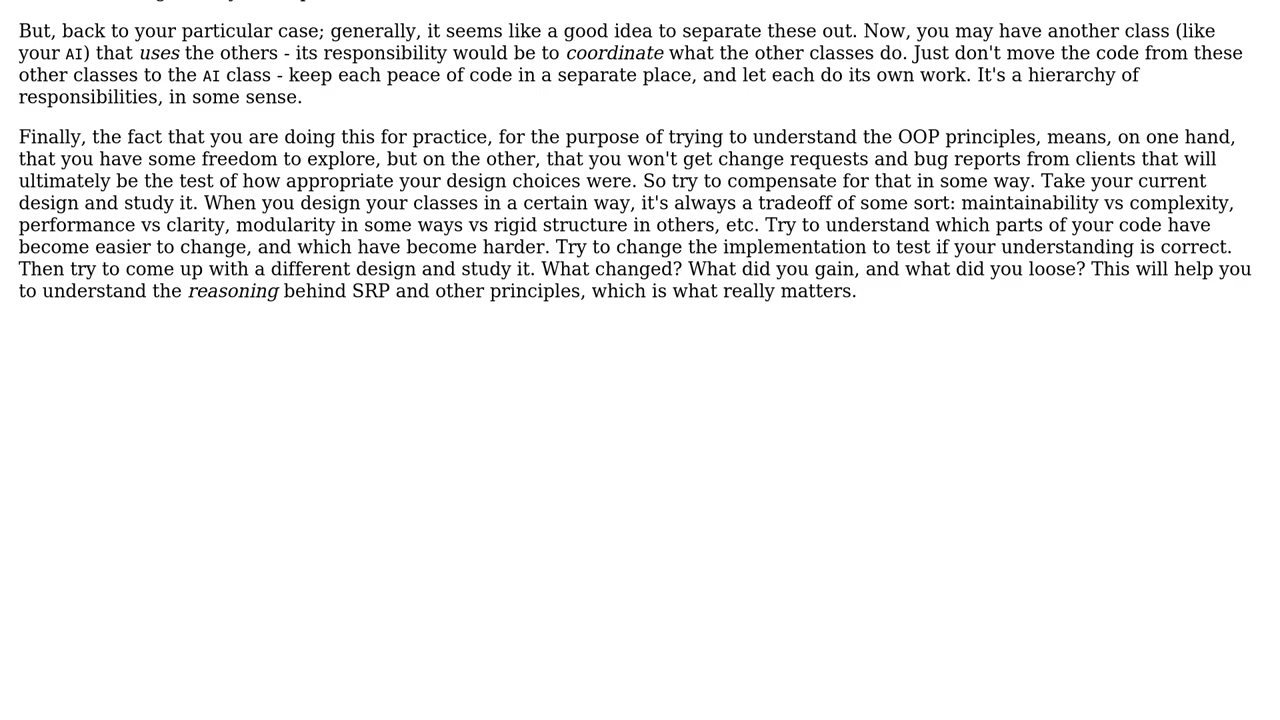 But, back to your particular case; generally, it seems like a good idea to separate these out. Now, you may have another class (like
your AI) that uses the others - its responsibility would be to coordinate what the other classes do. Just don't move the code from these
other classes to the AI class - keep each peace of code in a separate place, and let each do its own work. It's a hierarchy of
responsibilities, in some sense.
Finally, the fact that you are doing this for practice, for the purpose of trying to understand the OOP principles, means, on one hand,
that you have some freedom to explore, but on the other, that you won't get change requests and bug reports from clients that will
ultimately be the test of how appropriate your design choices were. So try to compensate for that in some way. Take your current
design and study it. When you design your classes in a certain way, it's always a tradeoff of some sort: maintainability vs complexity,
performance vs clarity, modularity in some ways vs rigid structure in others, etc. Try to understand which parts of your code have
become easier to change, and which have become harder. Try to change the implementation to test if your understanding is correct.
Then try to come up with a different design and study it. What changed? What did you gain, and what did you loose? This will help you
to understand the reasoning behind SRP and other principles, which is what really matters.